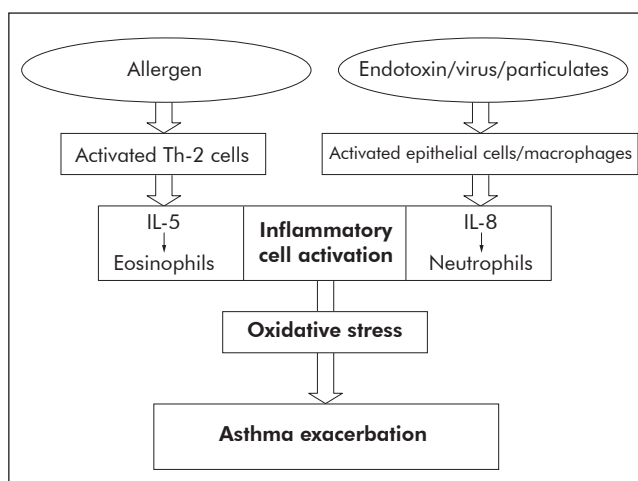 Allergen
Endotoxin/virus/particulates
Activated Th-2 cells
Activated epithelial cells/macrophages
IL-5
Eosinophils
Inflammatory
cell activation
IL-8
Neutrophils
Oxidative stress
Asthma exacerbation